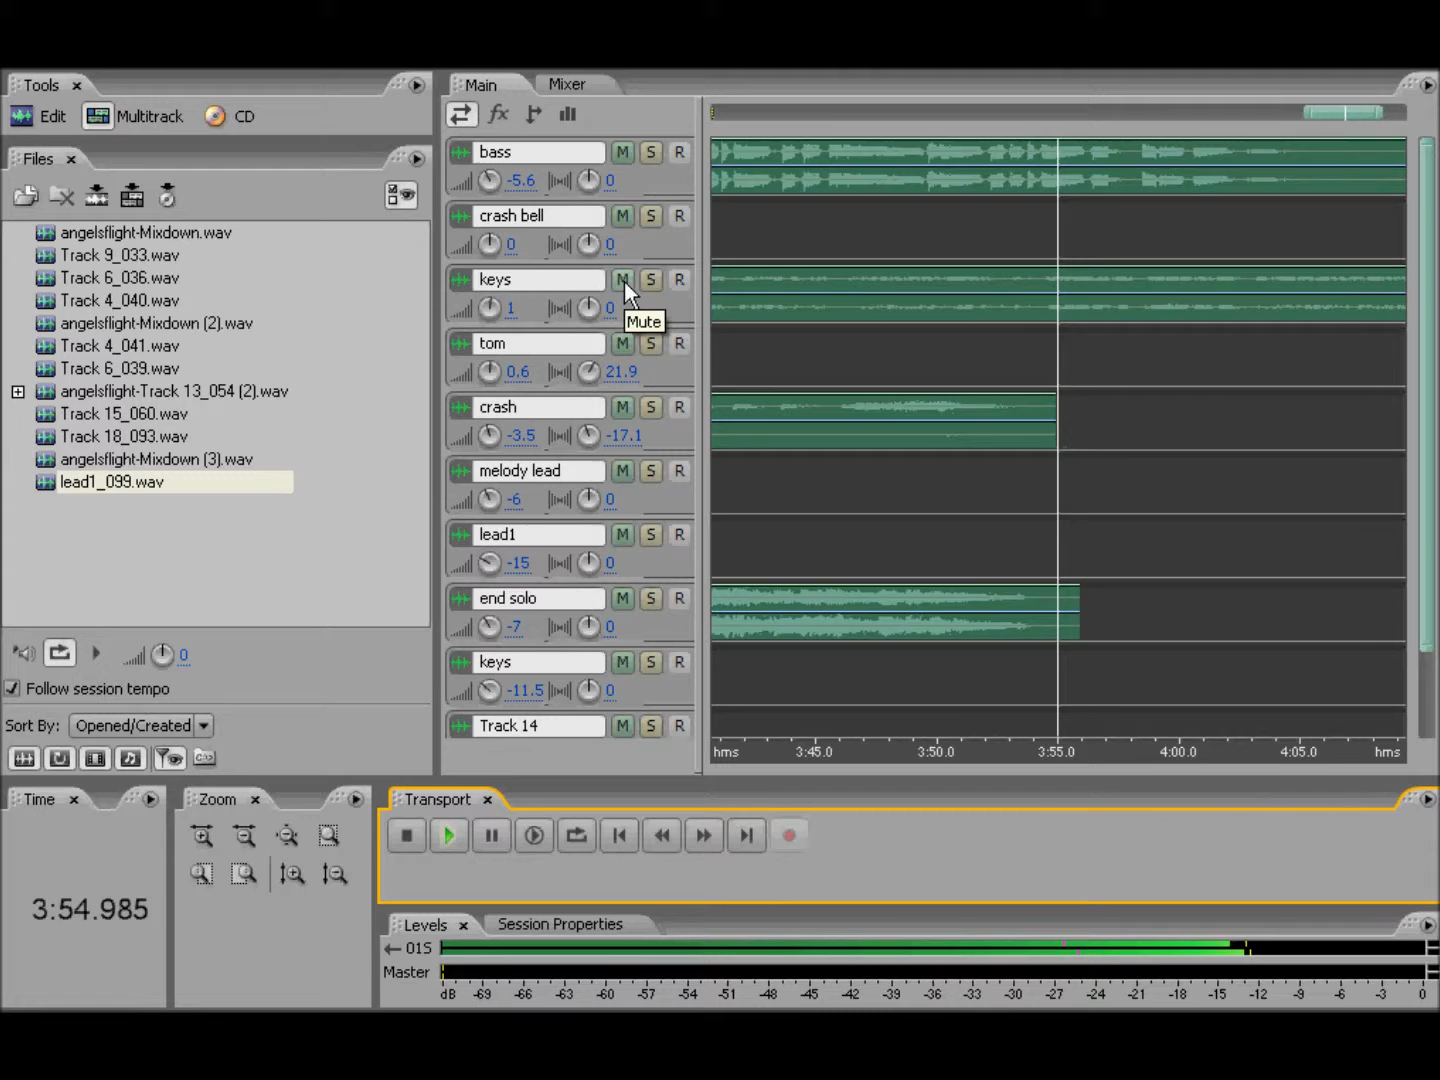 Tools
Main
Mixer
Edit
Multitrack
CD
fx
Files
angelsflight-Mixdown.wav
Track 9_033.wav
Track 6_036.wav
Track 4_040.wav
angelsflight-Mixdown (2).wav
Track 4_041.wav
Track 6_039.wav
angelsflight-Track 13_054 (2).wav
Track 15_060.wav
Track 18_093.wav
angelsflight-Mixdown (3).wav
lead1_099.wav
0
Follow session tempo
Sort By: Opened/Created
bass M S R
-5.6 0
crash bell M S R
0 0
keys M S R
1 0
Mute
tom M S R
0.6 21.9
crash M S R
-3.5 -17.1
melody lead M S R
-6 0
lead1 M S R
-15 0
end solo M S R
-7 0
keys M S R
-11.5 0
Track 14 M S R
hms 3:45.0 3:50.0 3:55.0 4:00.0 4:05.0 hms
Time
3:54.985
Zoom
Transport
Levels
Session Properties
01S
Master
dB -69 -66 -63 -60 -57 -54 -51 -48 -45 -42 -39 -36 -33 -30 -27 -24 -21 -18 -15 -12 -9 -6 -3 0